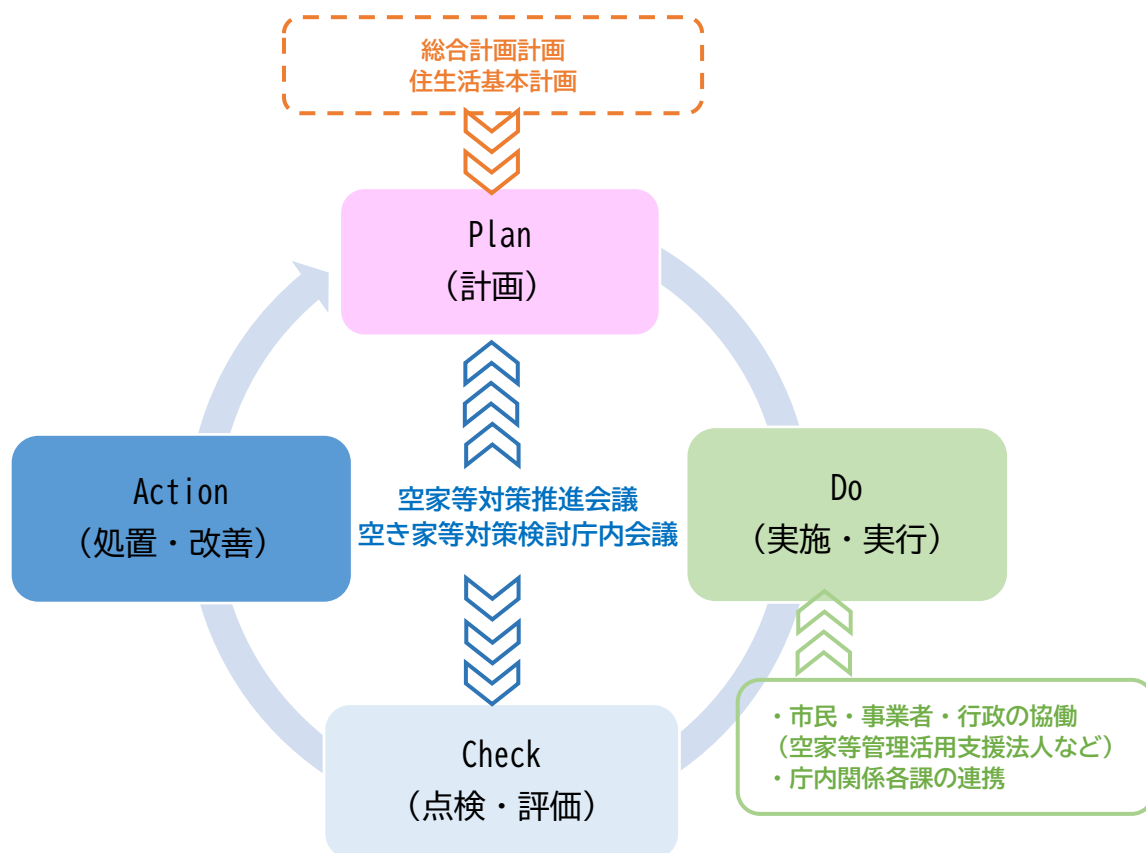 総合計画計画
住生活基本計画
Plan
（計画）
Action
（処置・改善）
空家等対策推進会議
空き家等対策検討庁内会議
Do
（実施・実行）
Check
（点検・評価）
・市民・事業者・行政の協働
（空家等管理活用支援法人など）
・庁内関係各課の連携